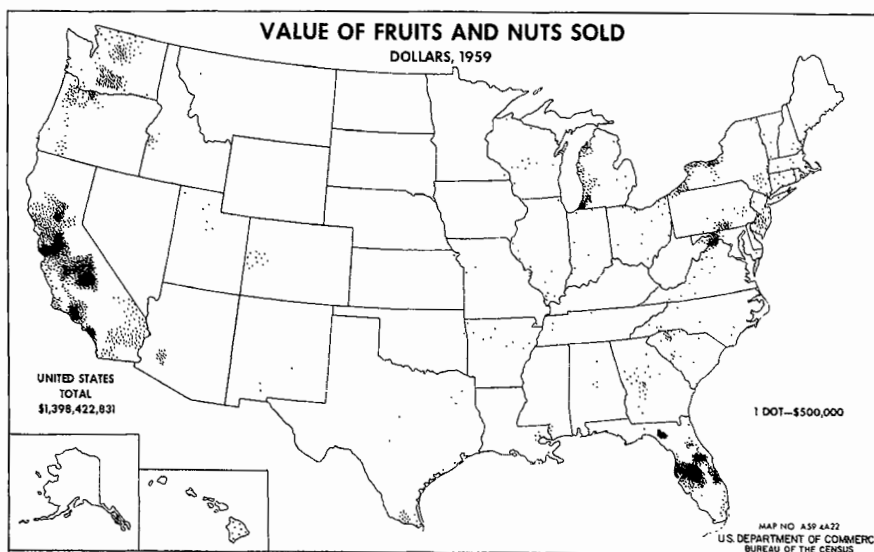 VALUE OF FRUITS AND NUTS SOLD
DOLLARS, 1959
UNITED STATES
TOTAL
$1,398,422,831
1 DOT—$500,000
MAP NO. A59 4A22
U.S. DEPARTMENT OF COMMERC
BUREAU OF THE CENSUS